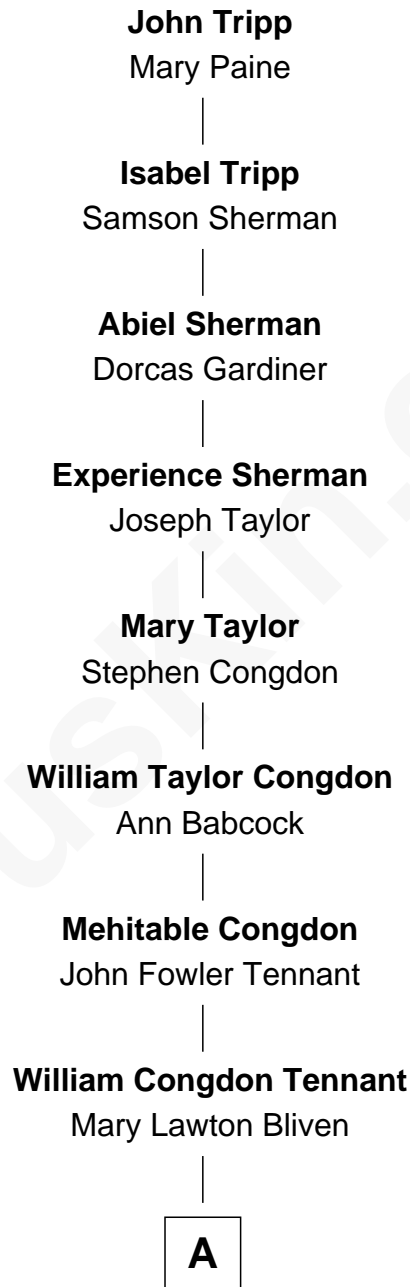 John Tripp
Mary Paine
Isabel Tripp
Samson Sherman
Abiel Sherman
Dorcas Gardiner
Experience Sherman
Joseph Taylor
Mary Taylor
Stephen Congdon
William Taylor Congdon
Ann Babcock
Mehitable Congdon
John Fowler Tennant
William Congdon Tennant
Mary Lawton Bliven
A